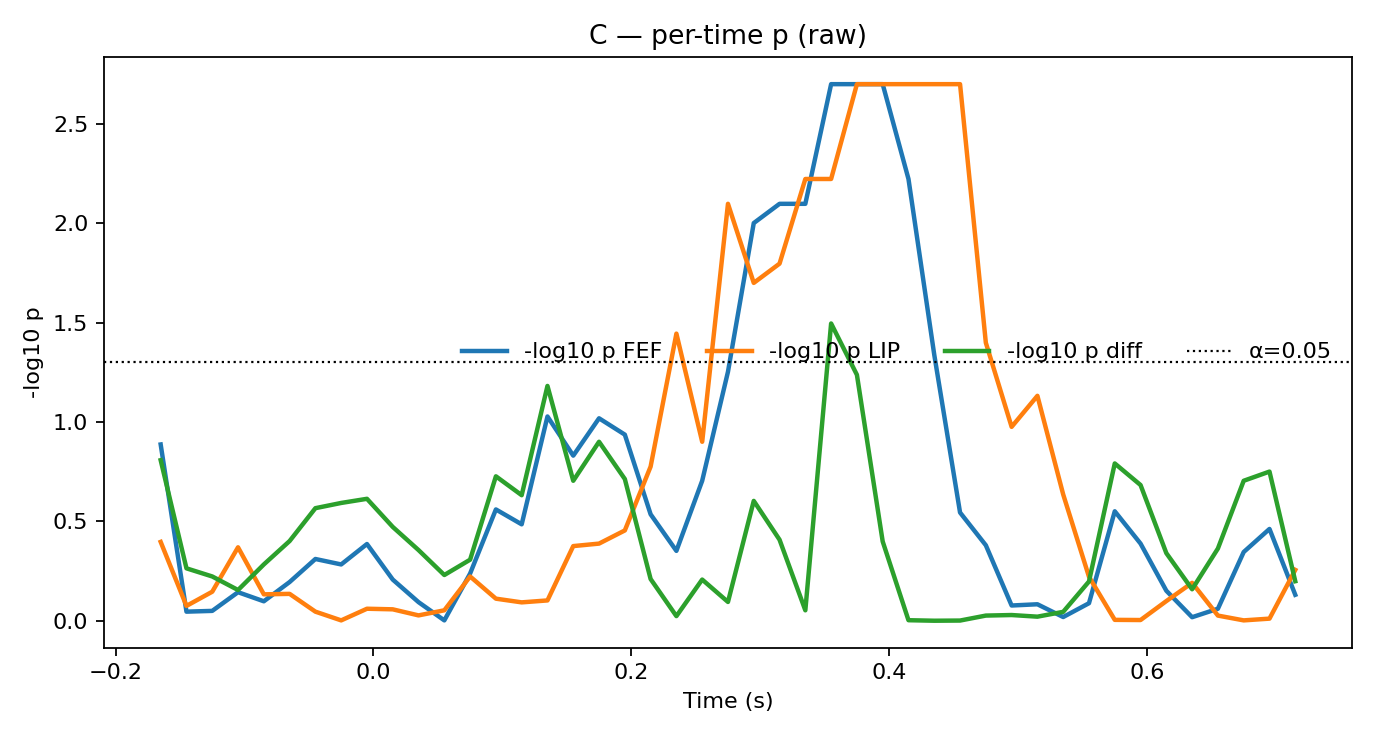 C — per-time p (raw)
-log10 p
2.5
2.0
1.5
1.0
0.5
0.0
-log10 p FEF
-log10 p LIP
-log10 p diff
α=0.05
−0.2
0.0
0.2
0.4
0.6
Time (s)